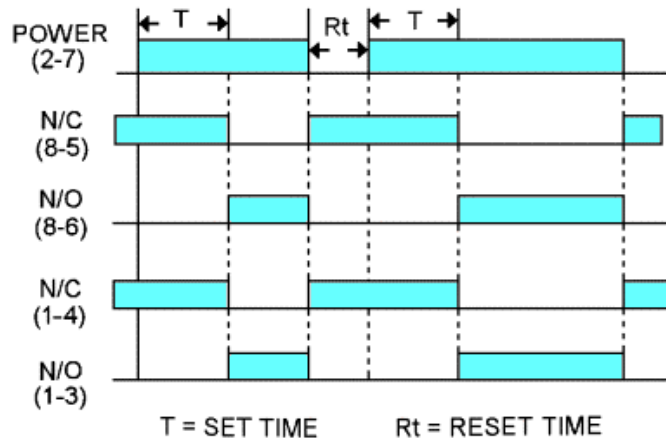 T
Rt
T
POWER
(2-7)
N/C
(8-5)
N/O
(8-6)
N/C
(1-4)
N/O
(1-3)
T = SET TIME
Rt = RESET TIME